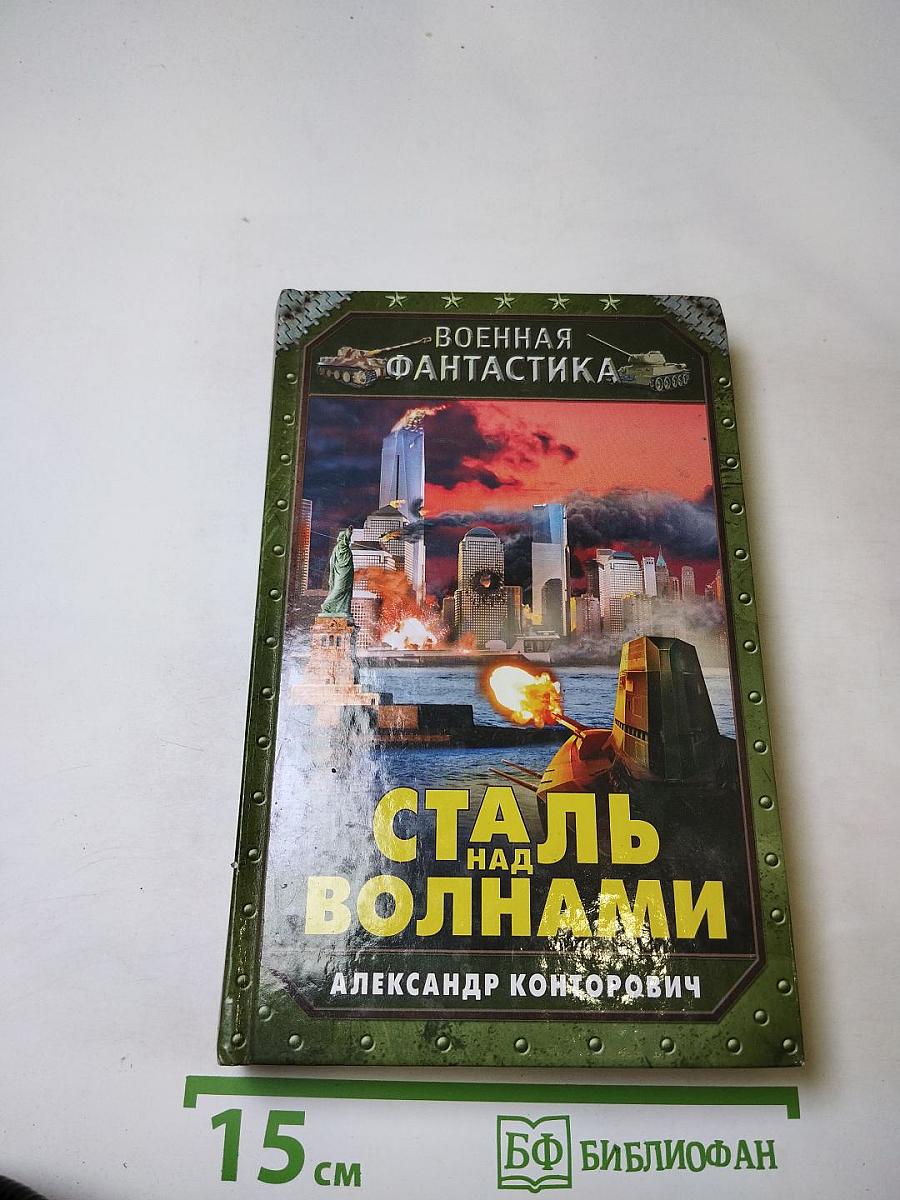 ВОЕННАЯ
ФАНТАСТИКА
СТАЛЬ
НАД
ВОЛНАМИ
АЛЕКСАНДР КОНТОРОВИЧ
15 СМ
БФ БИБЛИОФАН